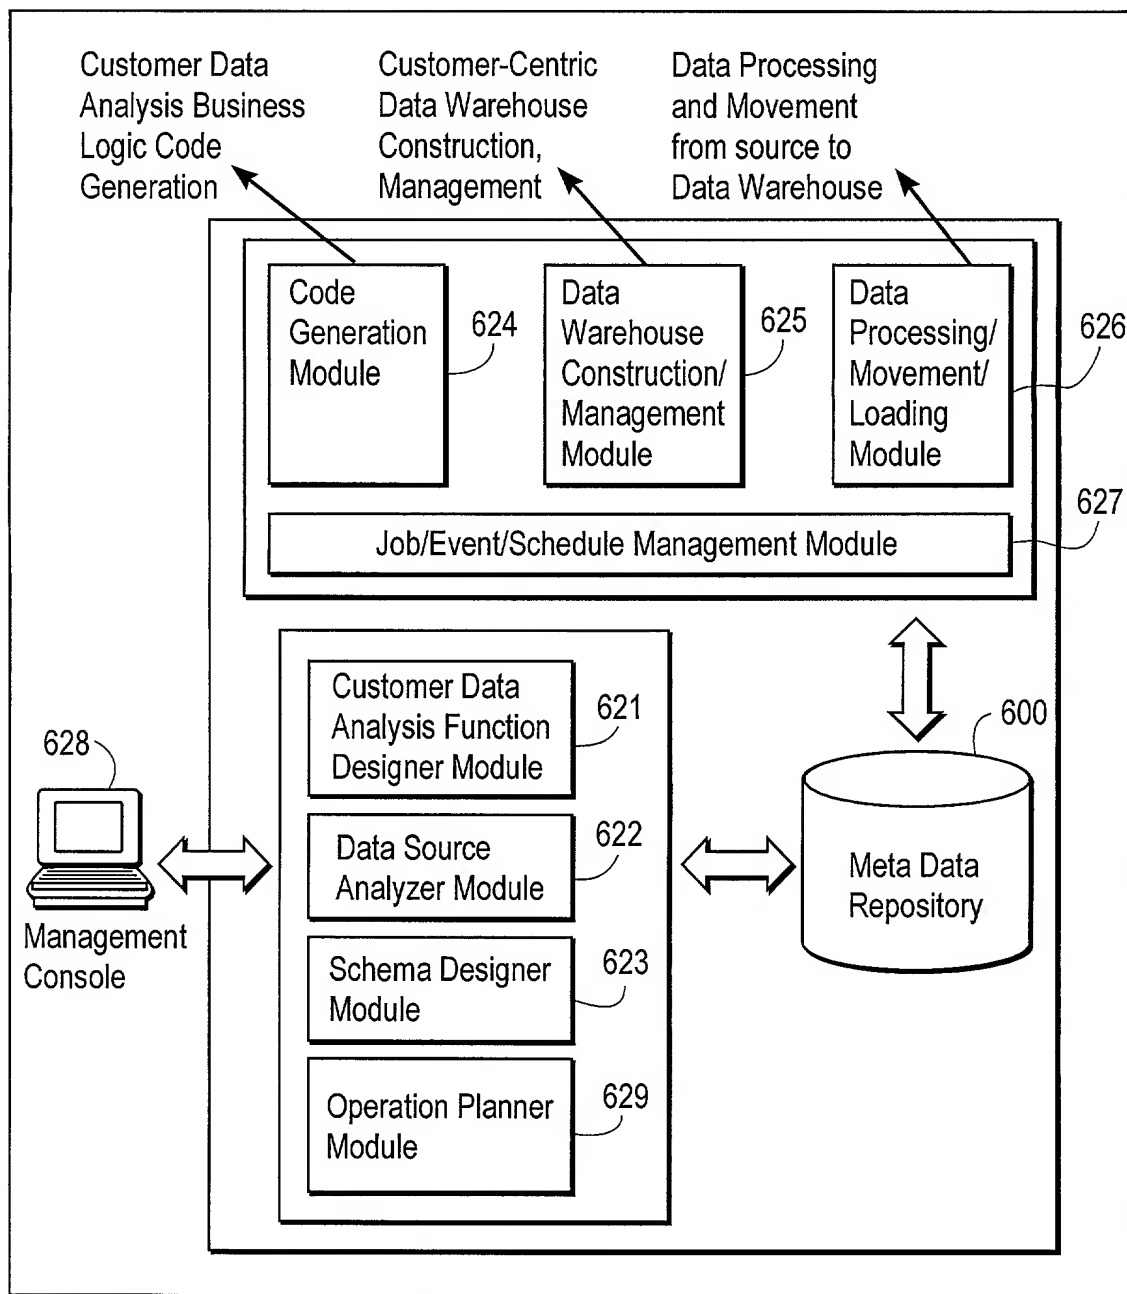 Customer Data
Analysis Business
Logic Code
Generation
Customer-Centric
Data Warehouse
Construction,
Management
Data Processing
and Movement
from source to
Data Warehouse
Code
Generation
Module
624
Data
Warehouse
Construction/
Management
Module
625
Data
Processing/
Movement/
Loading
Module
626
Job/Event/Schedule Management Module
627
Customer Data
Analysis Function
Designer Module
621
Data Source
Analyzer Module
622
Schema Designer
Module
623
Operation Planner
Module
629
628
Management
Console
600
Meta Data
Repository